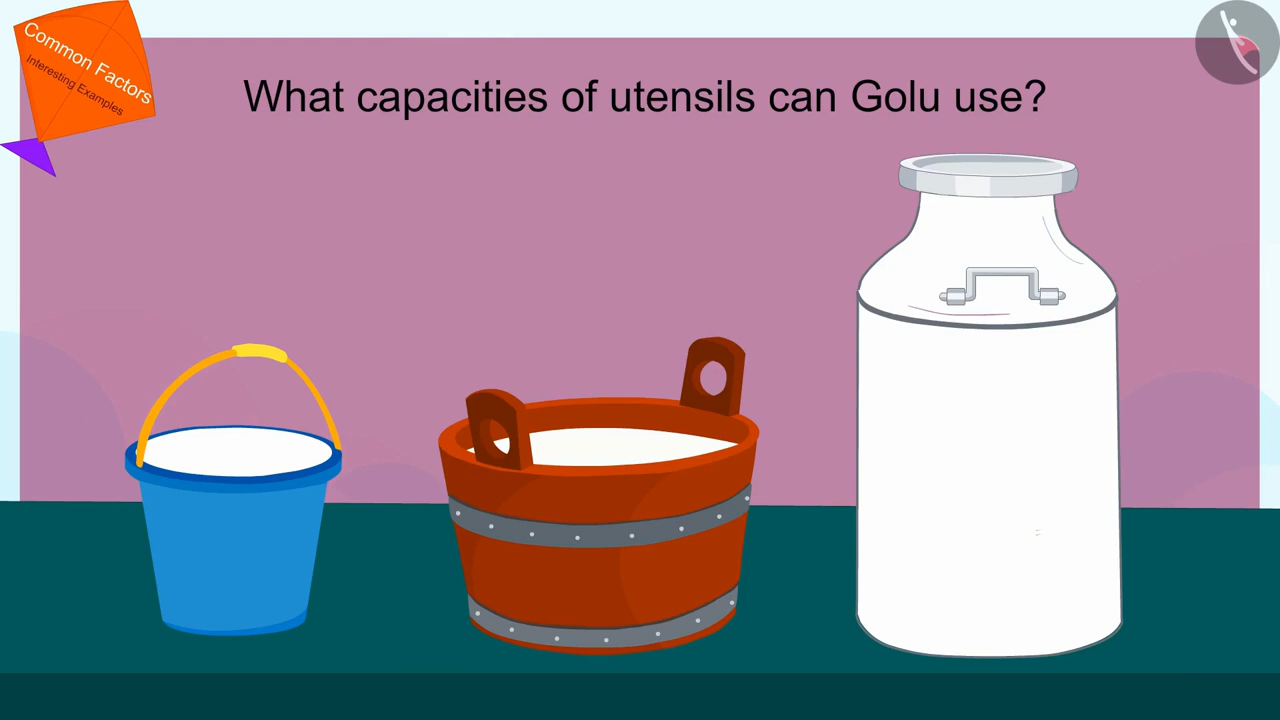 Common Factors
Interesting Examples
What capacities of utensils can Golu use?